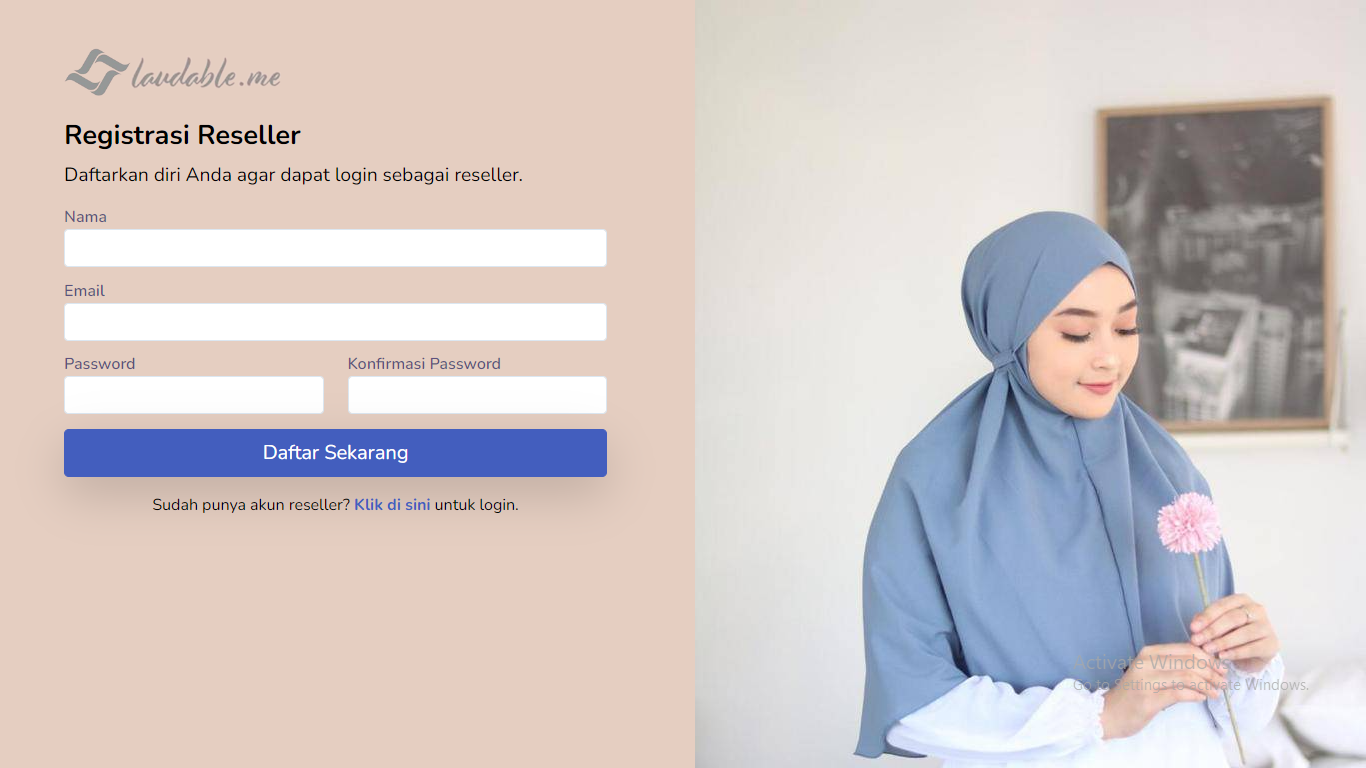 laudable.me
Registrasi Reseller
Daftarkan diri Anda agar dapat login sebagai reseller.
Nama
Email
Password Konfirmasi Password
Daftar Sekarang
Sudah punya akun reseller? Klik di sini untuk login.
Activate Windows
Go to Settings to activate Windows.